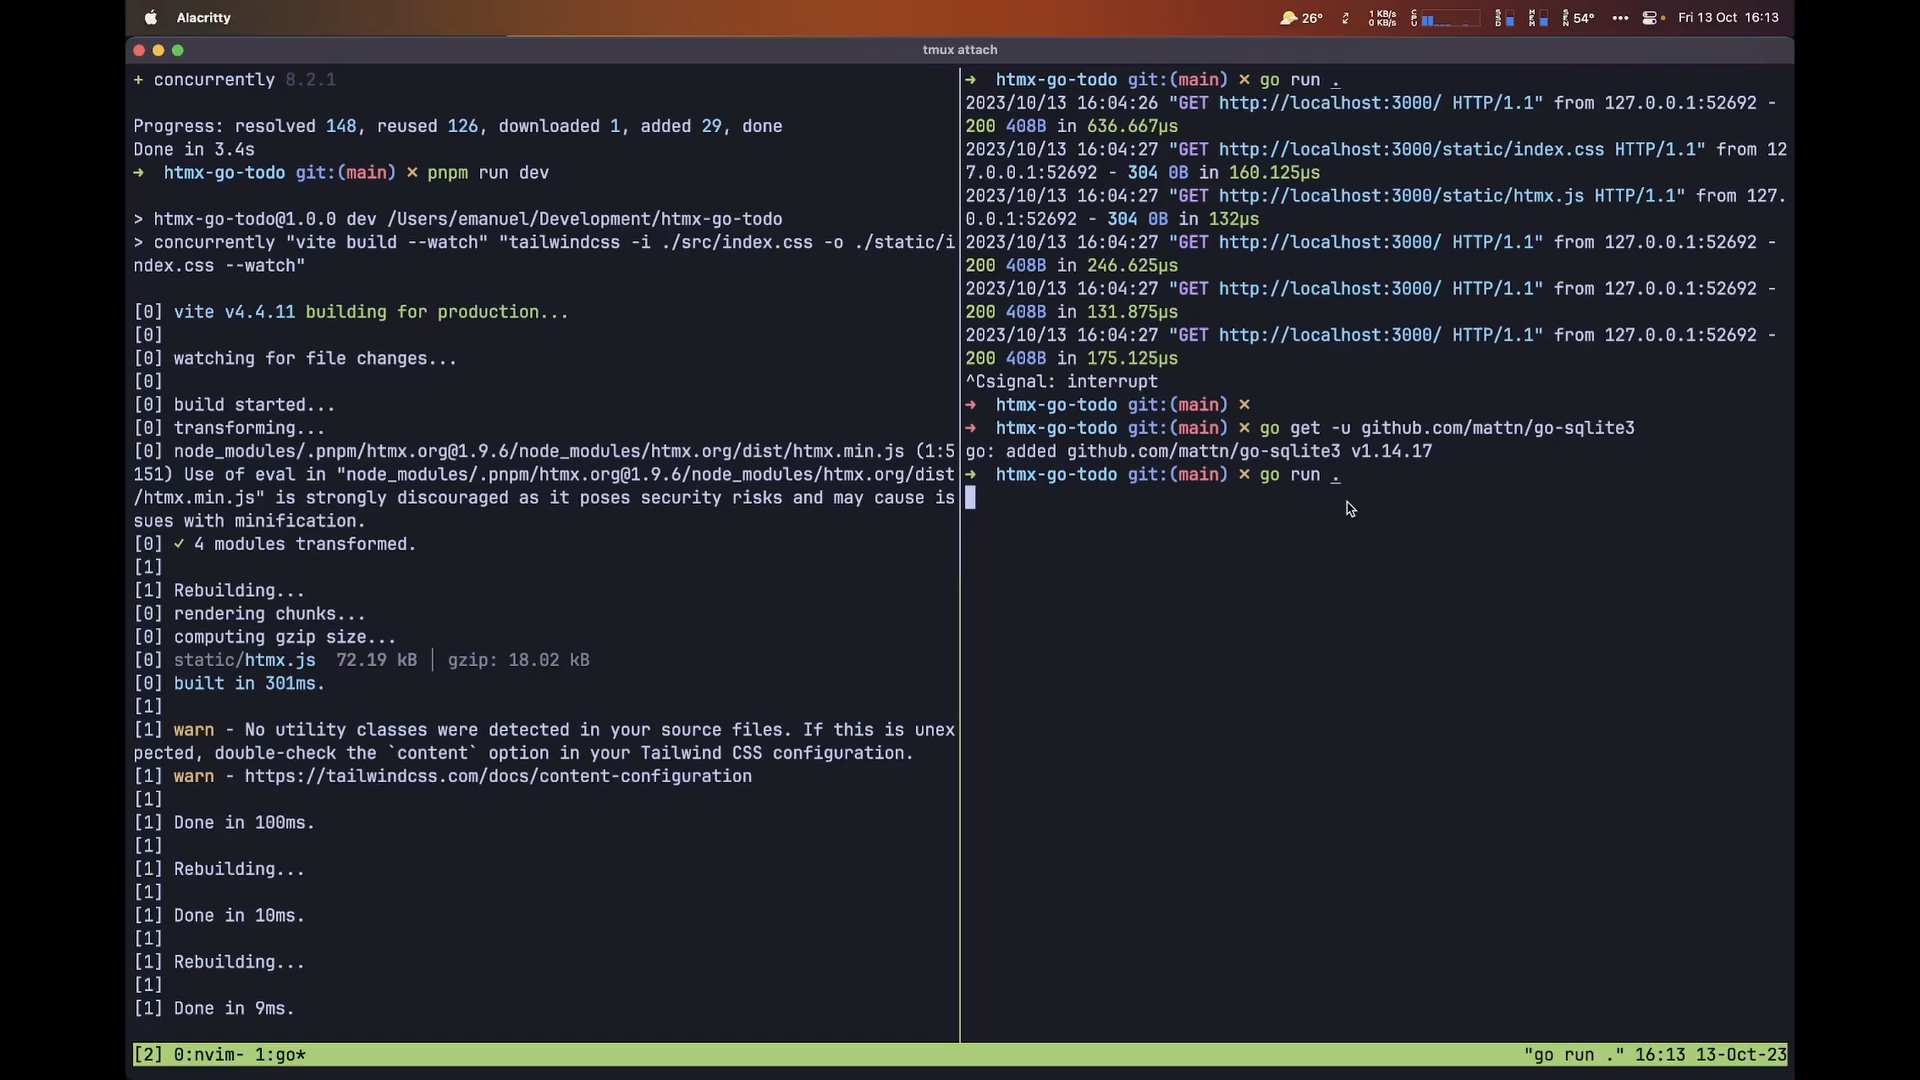 Alacritty
26°
1 KB/s
0 KB/s
54°
Fri 13 Oct 16:13
tmux attach
+ concurrently 8.2.1
Progress: resolved 148, reused 126, downloaded 1, added 29, done
Done in 3.4s
➜ htmx-go-todo git:(main) ✗ pnpm run dev
> htmx-go-todo@1.0.0 dev /Users/emanuel/Development/htmx-go-todo
> concurrently "vite build --watch" "tailwindcss -i ./src/index.css -o ./static/i
ndex.css --watch"
[0] vite v4.4.11 building for production...
[0]
[0] watching for file changes...
[0]
[0] build started...
[0] transforming...
[0] node_modules/.pnpm/htmx.org@1.9.6/node_modules/htmx.org/dist/htmx.min.js (1:5
151) Use of eval in "node_modules/.pnpm/htmx.org@1.9.6/node_modules/htmx.org/dist
/htmx.min.js" is strongly discouraged as it poses security risks and may cause is
sues with minification.
[0] ✓ 4 modules transformed.
[1]
[1] Rebuilding...
[0] rendering chunks...
[0] computing gzip size...
[0] static/htmx.js 72.19 kB │ gzip: 18.02 kB
[0] built in 301ms.
[1]
[1] warn - No utility classes were detected in your source files. If this is unex
pected, double-check the `content` option in your Tailwind CSS configuration.
[1] warn - https://tailwindcss.com/docs/content-configuration
[1]
[1] Done in 100ms.
[1]
[1] Rebuilding...
[1]
[1] Done in 10ms.
[1]
[1] Rebuilding...
[1]
[1] Done in 9ms.
➜ htmx-go-todo git:(main) ✗ go run .
2023/10/13 16:04:26 "GET http://localhost:3000/ HTTP/1.1" from 127.0.0.1:52692 -
200 408B in 636.667µs
2023/10/13 16:04:27 "GET http://localhost:3000/static/index.css HTTP/1.1" from 12
7.0.0.1:52692 - 304 0B in 160.125µs
2023/10/13 16:04:27 "GET http://localhost:3000/static/htmx.js HTTP/1.1" from 127.
0.0.1:52692 - 304 0B in 132µs
2023/10/13 16:04:27 "GET http://localhost:3000/ HTTP/1.1" from 127.0.0.1:52692 -
200 408B in 246.625µs
2023/10/13 16:04:27 "GET http://localhost:3000/ HTTP/1.1" from 127.0.0.1:52692 -
200 408B in 131.875µs
2023/10/13 16:04:27 "GET http://localhost:3000/ HTTP/1.1" from 127.0.0.1:52692 -
200 408B in 175.125µs
^Csignal: interrupt
➜ htmx-go-todo git:(main) ✗
➜ htmx-go-todo git:(main) ✗ go get -u github.com/mattn/go-sqlite3
go: added github.com/mattn/go-sqlite3 v1.14.17
➜ htmx-go-todo git:(main) ✗ go run .
[2] 0:nvim- 1:go*
"go run ." 16:13 13-Oct-23